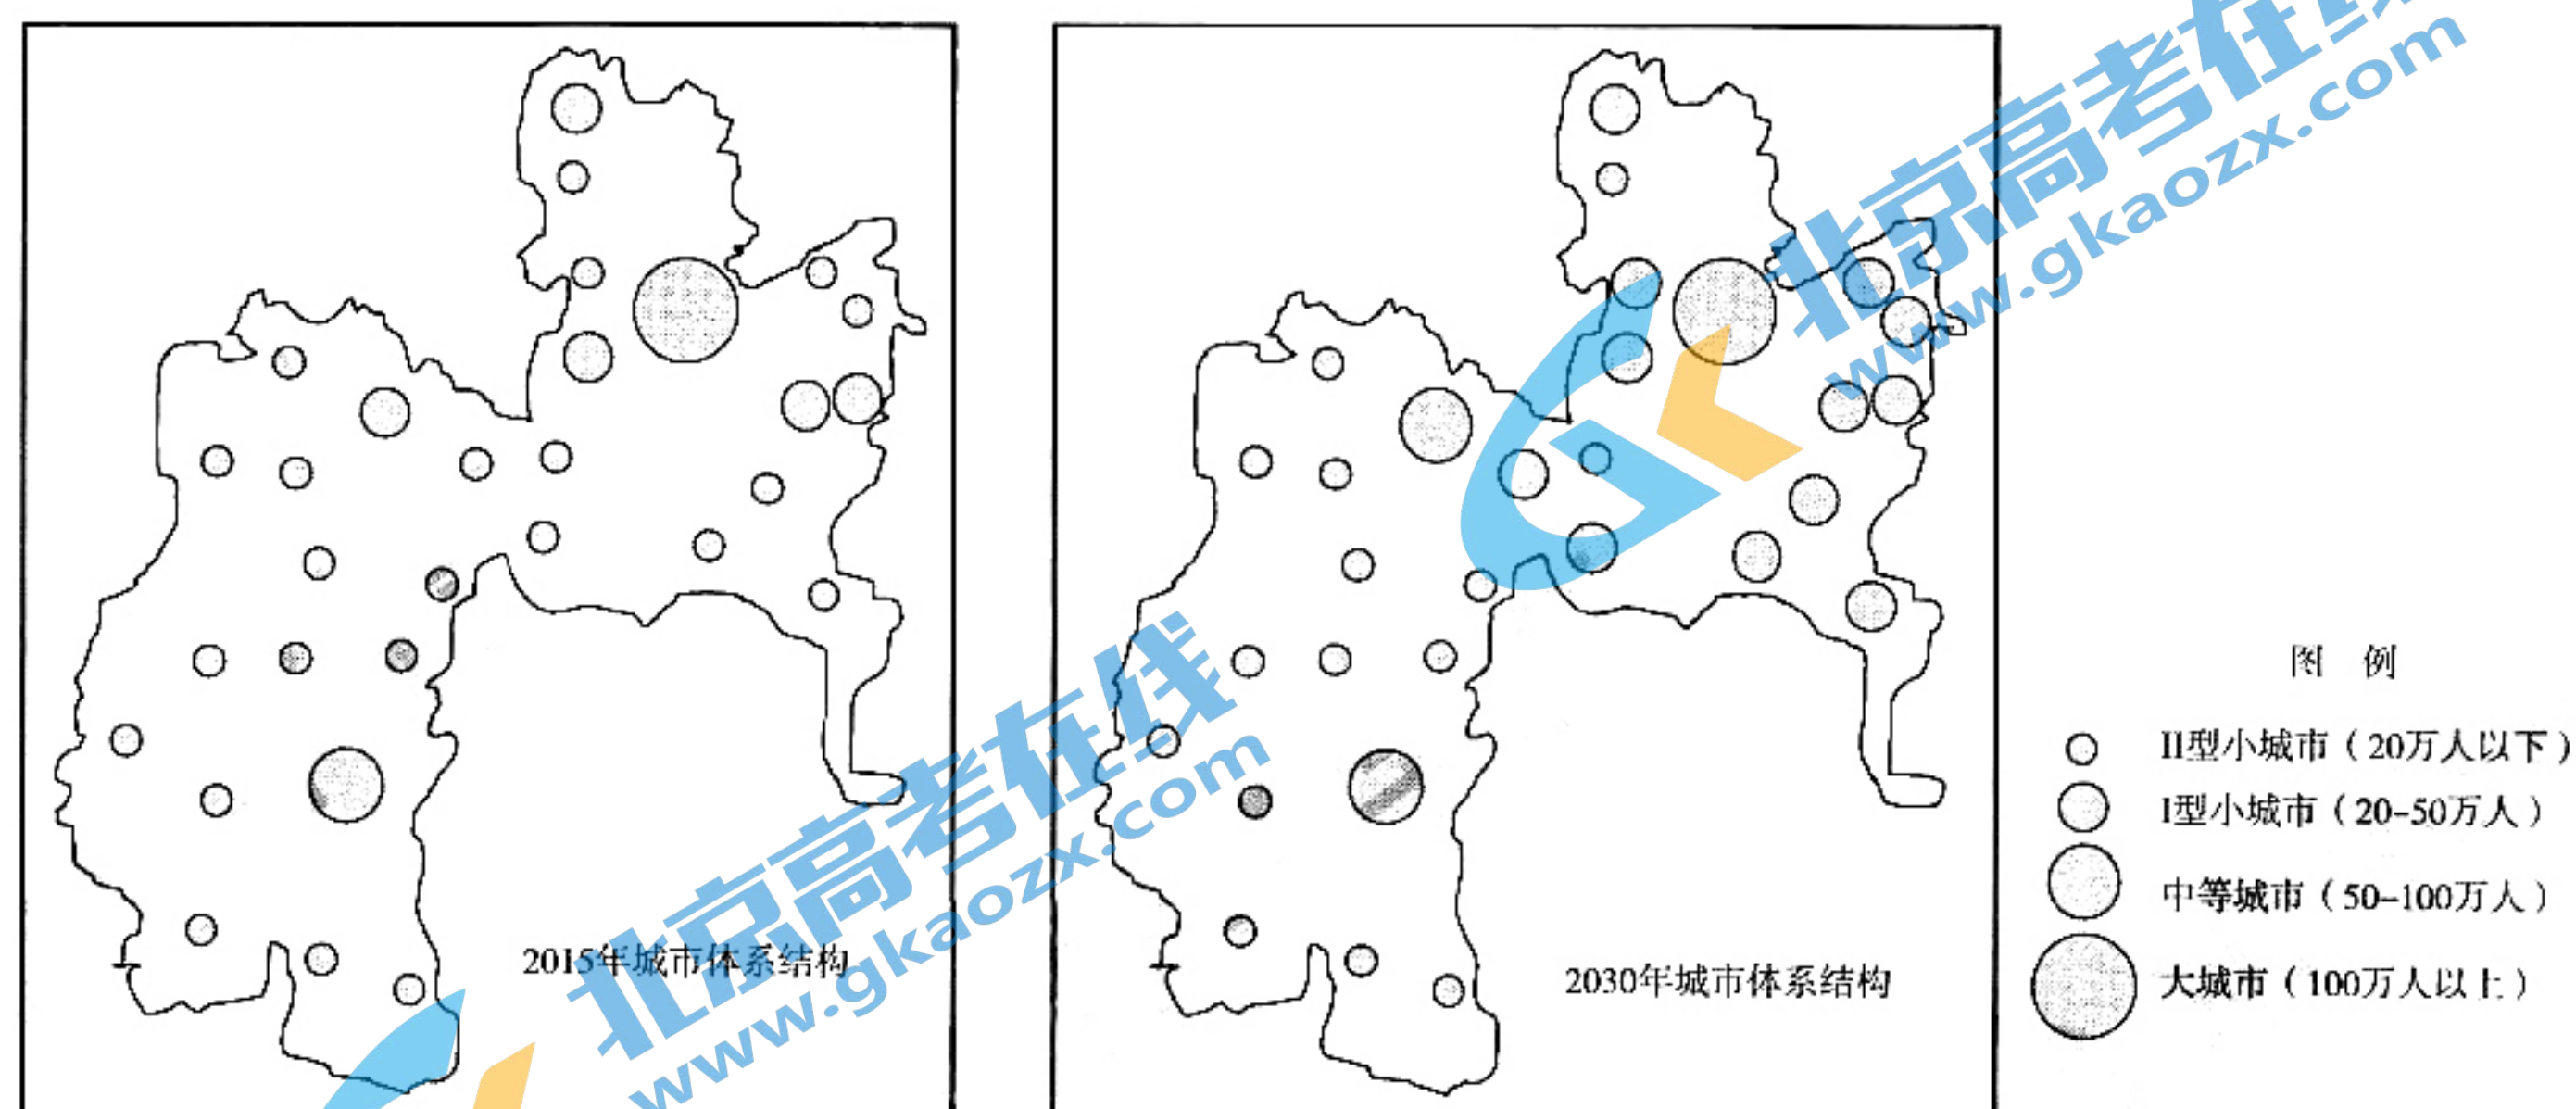 2015年城市体系结构
2030年城市体系结构
图 例
II型小城市（20万人以下）
I型小城市（20-50万人）
中等城市（50-100万人）
大城市（100万人以上）
北京高考在线
www.gkaozx.com
北京高考在线
www.gkaozx.com